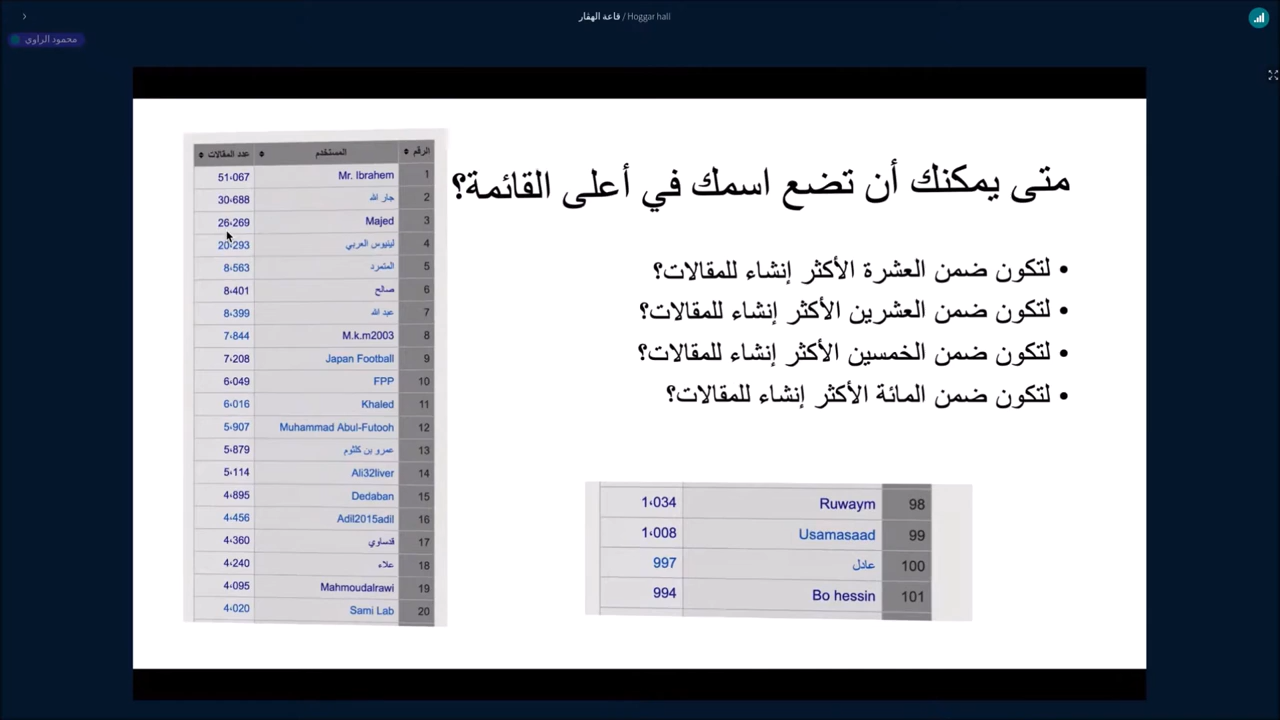 قاعة الهقار / Hoggar hall
محمود الراوي
متى يمكنك أن تضع اسمك في أعلى القائمة؟
• لتكون ضمن العشرة الأكثر إنشاء للمقالات؟
• لتكون ضمن العشرين الأكثر إنشاء للمقالات؟
• لتكون ضمن الخمسين الأكثر إنشاء للمقالات؟
• لتكون ضمن المائة الأكثر إنشاء للمقالات؟
الرقم المستخدم عدد المقالات
1 Mr. Ibrahem 51،067
2 جار الله 30،688
3 Majed 26،269
4 لينيوس العربي 20،293
5 المتمرد 8،563
6 صالح 8،401
7 عبد الله 8،399
8 M.k.m2003 7،844
9 Japan Football 7،208
10 FPP 6،049
11 Khaled 6،016
12 Muhammad Abul-Futooh 5،907
13 عمرو بن كلثوم 5،879
14 Ali32liver 5،114
15 Dedaban 4،895
16 Adil2015adil 4،456
17 قدساوي 4،360
18 علاء 4،240
19 Mahmoudalrawi 4،095
20 Sami Lab 4،020
98 Ruwaym 1،034
99 Usamasaad 1،008
100 عادل 997
101 Bo hessin 994